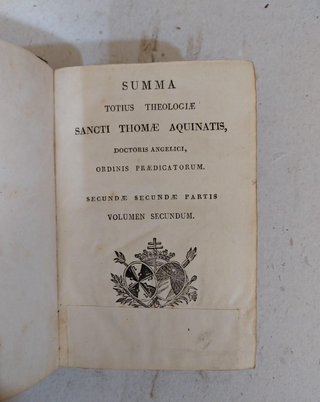 SUMMA
TOTIUS THEOLOGIÆ
SANCTI THOMÆ AQUINATIS,
DOCTORIS ANGELICI,
ORDINIS PRÆDICATORUM.
SECUNDÆ SECUNDÆ PARTIS
VOLUMEN SECUNDUM.